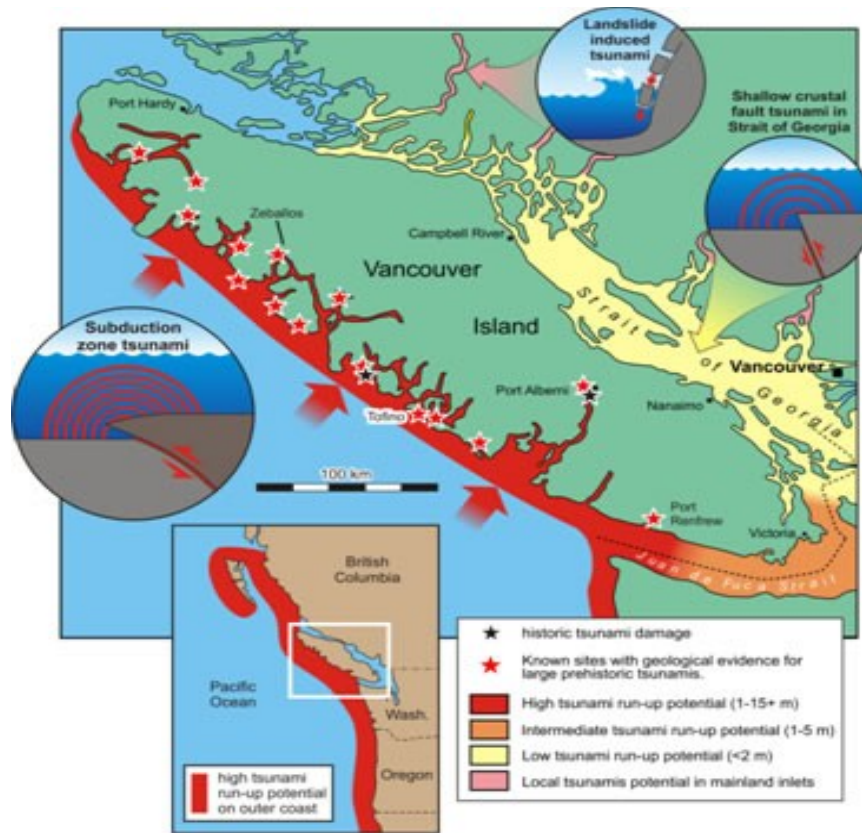 Landslide
induced
tsunami
Shallow crustal
fault tsunami in
Strait of Georgia
Port Hardy
Zeballos
Campbell River
Vancouver
Island
Strait
of
Georgia
Vancouver
Nanaimo
Subduction
zone tsunami
Port Alberni
Tofino
100 km
Port
Renfrew
Victoria
Juan de Fuca Strait
British
Columbia
Pacific
Ocean
Wash.
Oregon
high tsunami
run-up potential
on outer coast
historic tsunami damage
Known sites with geological evidence for
large prehistoric tsunamis.
High tsunami run-up potential (1-15+ m)
Intermediate tsunami run-up potential (1-5 m)
Low tsunami run-up potential (<2 m)
Local tsunamis potential in mainland inlets